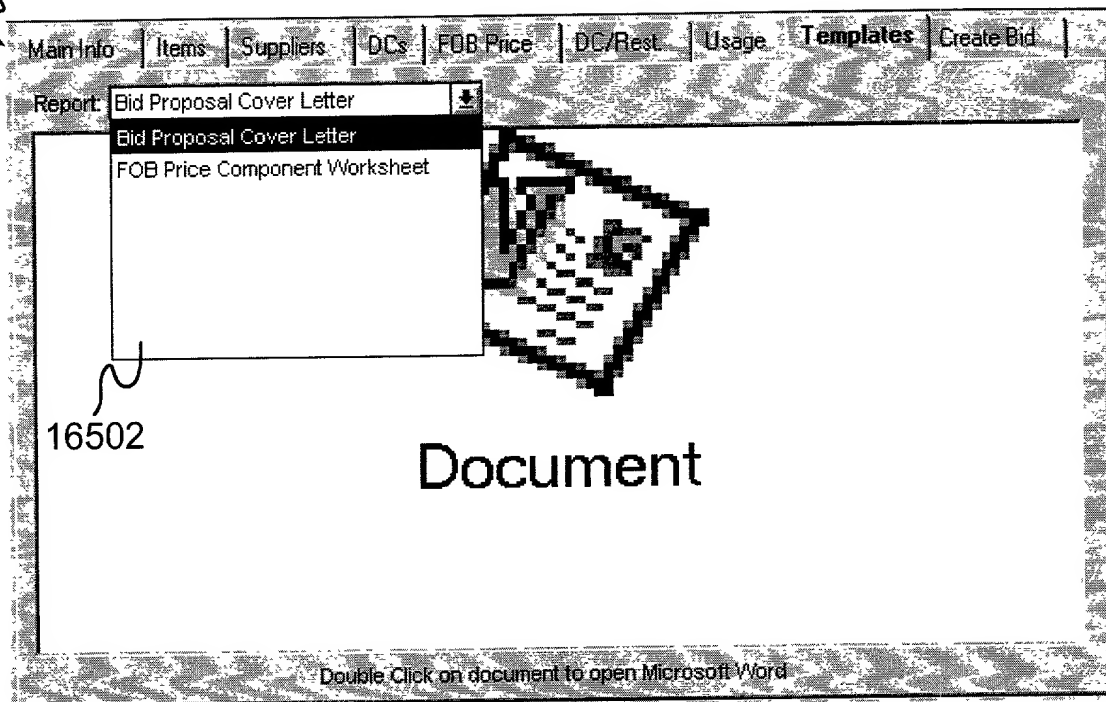 Main Info Items Suppliers DCs FOB Price DC/Rest. Usage Templates Create Bid
Report: Bid Proposal Cover Letter
Bid Proposal Cover Letter
FOB Price Component Worksheet
16502
Document
Double Click on document to open Microsoft Word